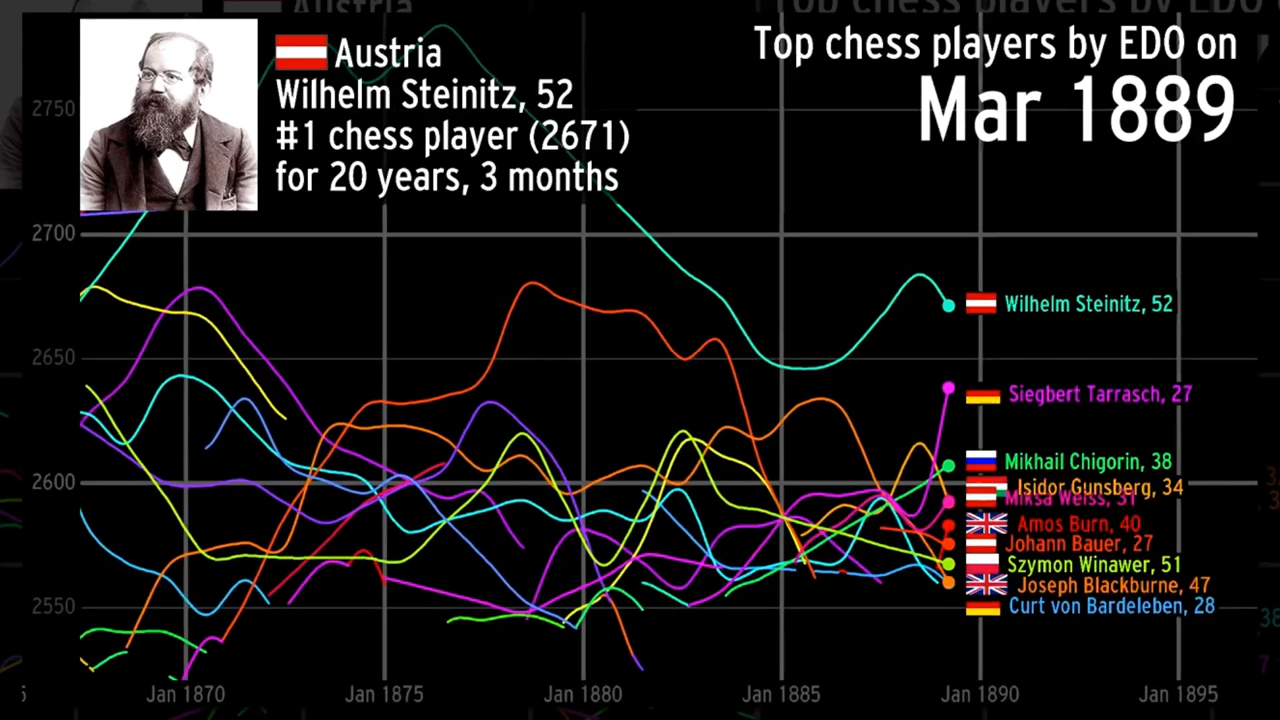 Top chess players by EDO on
Mar 1889
Austria
Wilhelm Steinitz, 52
#1 chess player (2671)
for 20 years, 3 months
2750
2700
2650
2600
2550
Wilhelm Steinitz, 52
Siegbert Tarrasch, 27
Mikhail Chigorin, 38
Isidor Gunsberg, 34
Miksa Weiss, 31
Amos Burn, 40
Johann Bauer, 27
Szymon Winawer, 51
Joseph Blackburne, 47
Curt von Bardeleben, 28
Jan 1870
Jan 1875
Jan 1880
Jan 1885
Jan 1890
Jan 1895